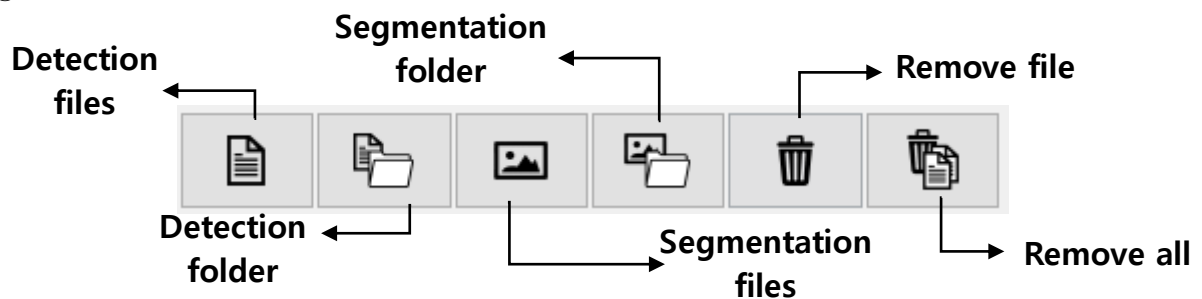 Segmentation
folder
Detection
files
Remove file
Detection
folder
Segmentation
files
Remove all